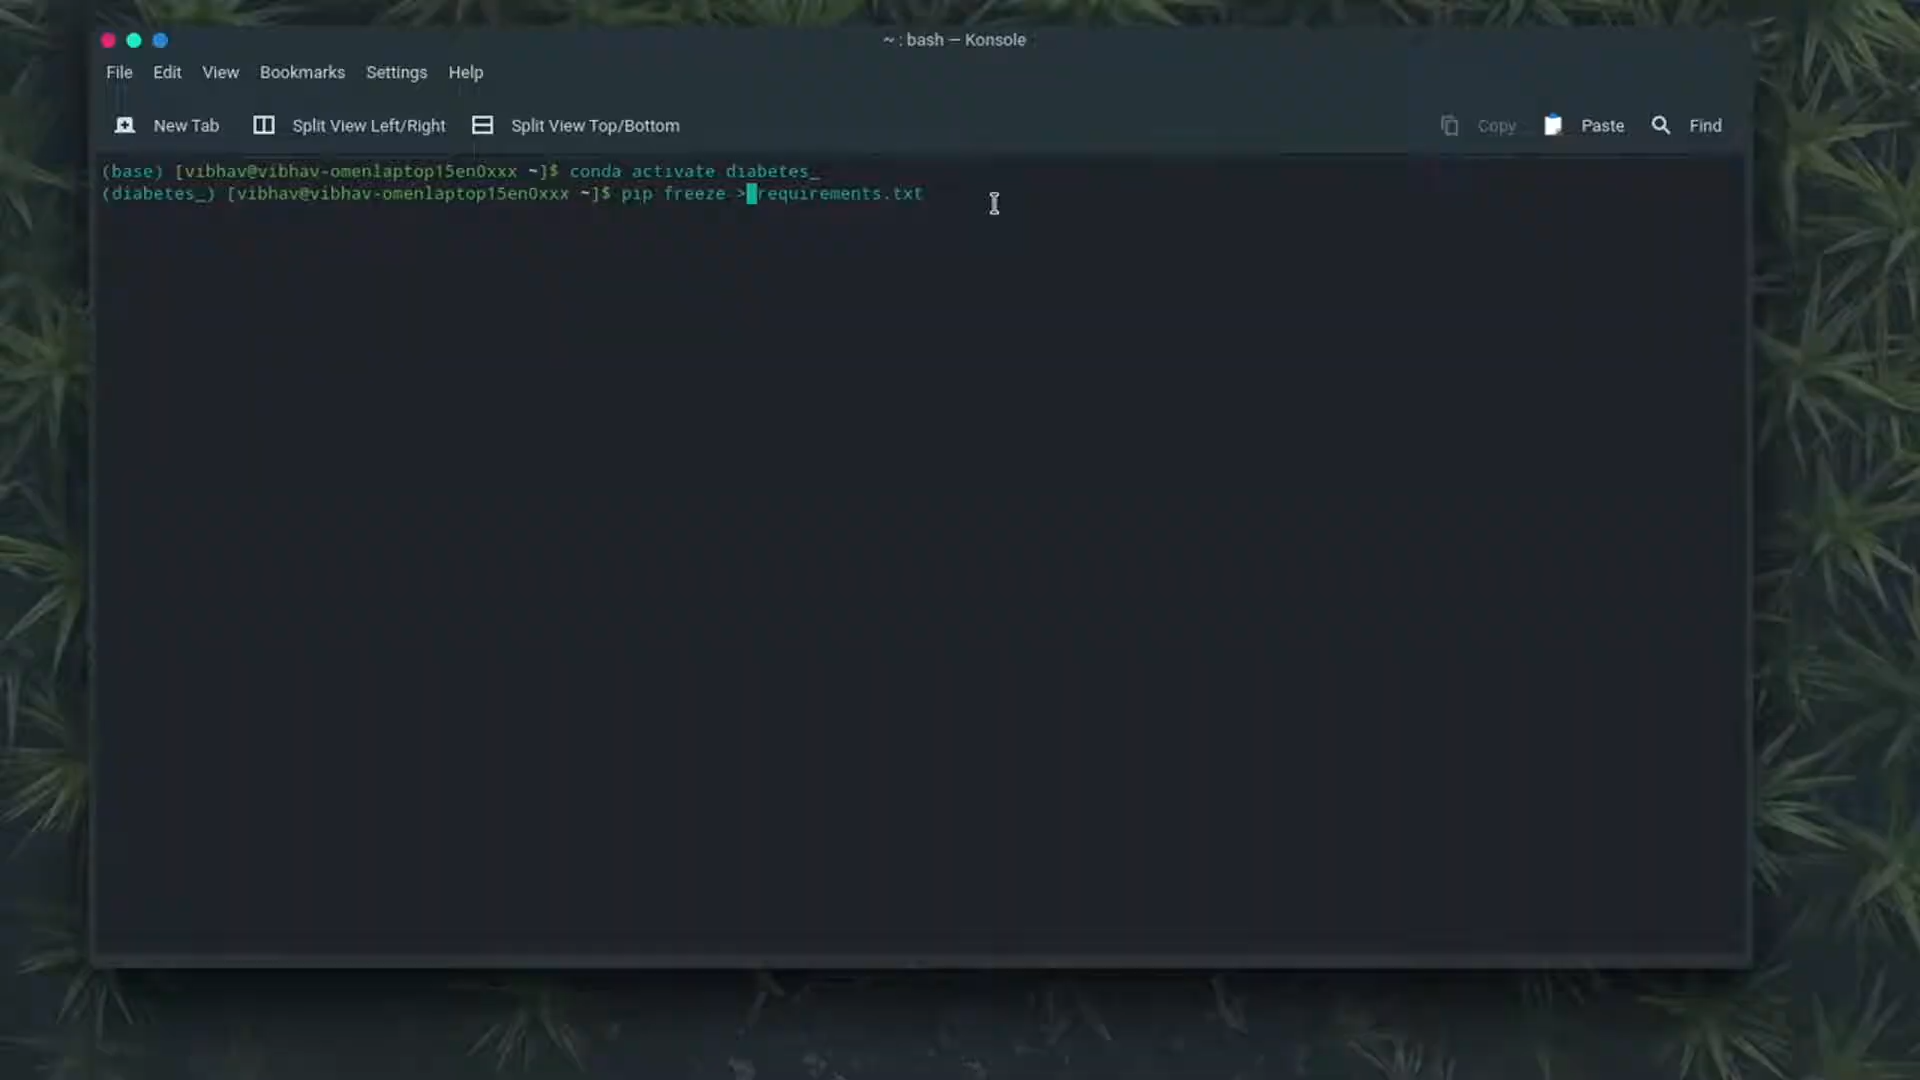 ~ : bash — Konsole
File Edit View Bookmarks Settings Help
New Tab Split View Left/Right Split View Top/Bottom Copy Paste Find
(base) [vibhav@vibhav-omenlaptop15en0xxx ~]$ conda activate diabetes_
(diabetes_) [vibhav@vibhav-omenlaptop15en0xxx ~]$ pip freeze > requirements.txt